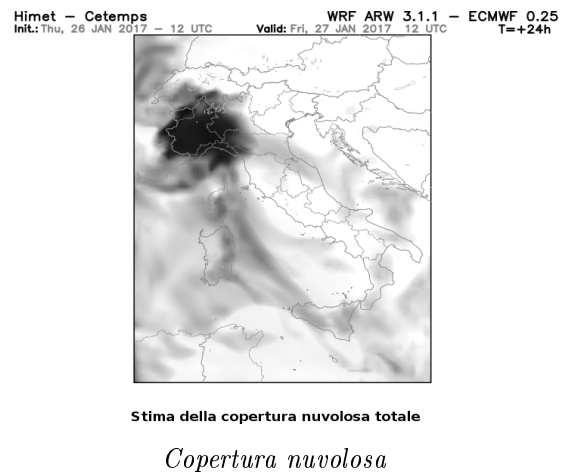 Himet – Cetemps WRF ARW 3.1.1 – ECMWF 0.25
Init.: Thu, 26 JAN 2017 – 12 UTC Valid: Fri, 27 JAN 2017 12 UTC T=+24h
Stima della copertura nuvolosa totale
Copertura nuvolosa